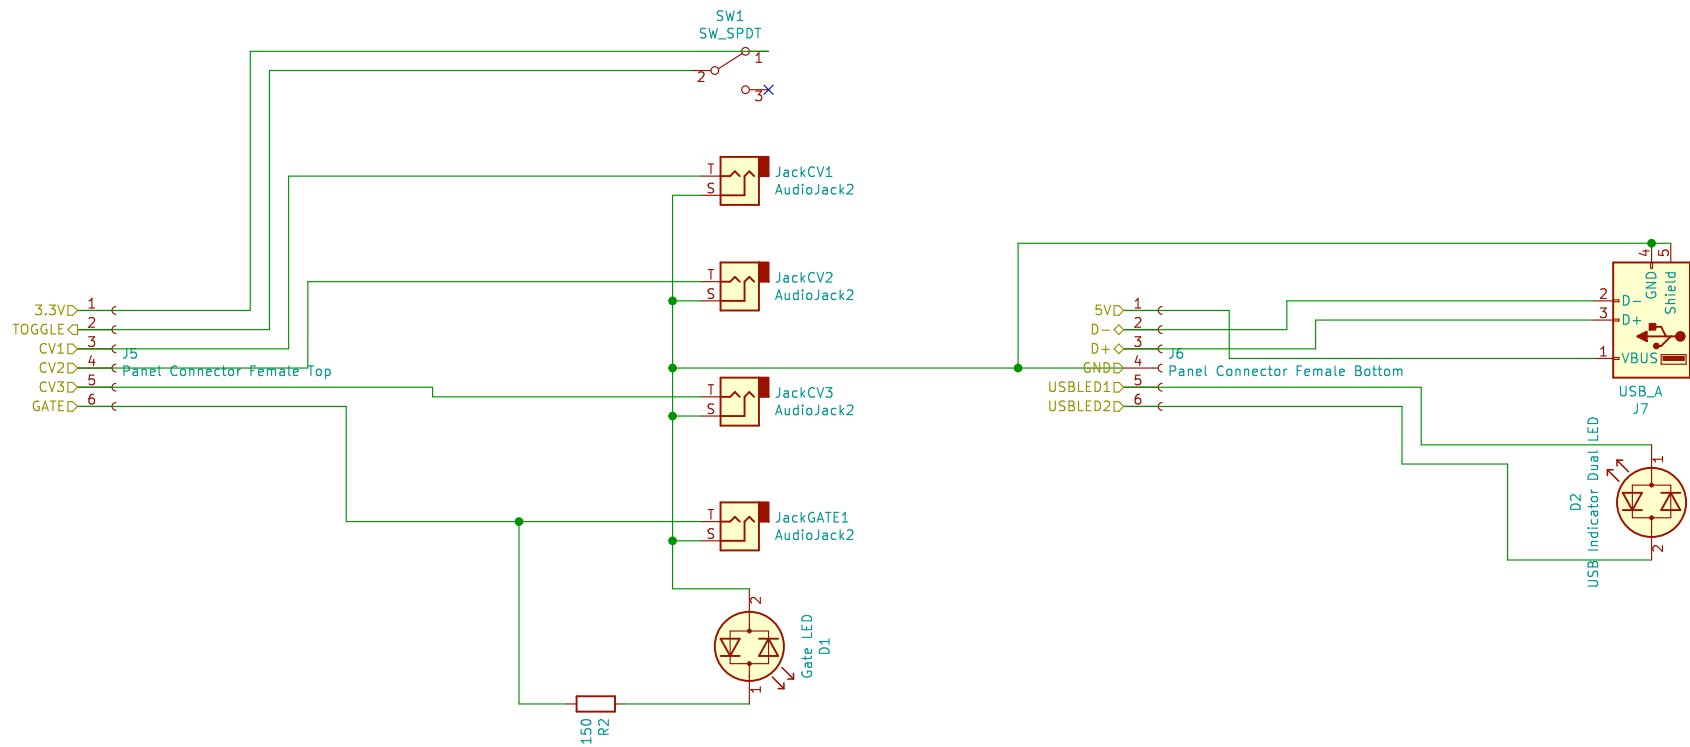 SW1
SW_SPDT
1
2
3
T
S
JackCV1
AudioJack2
T
S
JackCV2
AudioJack2
3.3V 1
TOGGLE 2
CV1 3
CV2 4
CV3 5
GATE 6
J5
Panel Connector Female Top
T
S
JackCV3
AudioJack2
T
S
JackGATE1
AudioJack2
2
1
Gate LED
D1
150
R2
5V 1
D- 2
D+ 3
GND 4
USBLED1 5
USBLED2 6
J6
Panel Connector Female Bottom
4
5
GND
Shield
2 D-
3 D+
1 VBUS
USB_A
J7
D2
USB Indicator Dual LED
1
2